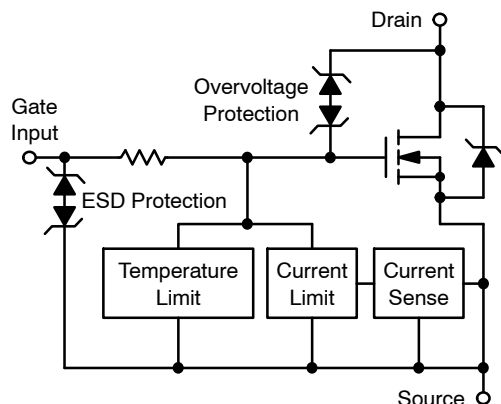 Drain
Overvoltage
Protection
Gate
Input
ESD Protection
Temperature
Limit
Current
Limit
Current
Sense
Source